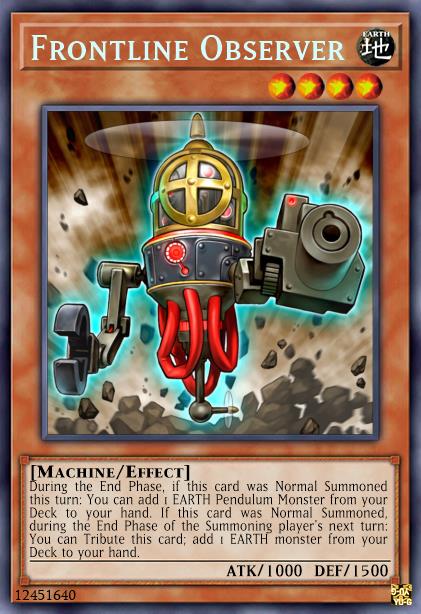 FRONTLINE OBSERVER
EARTH
地
[MACHINE/EFFECT]
During the End Phase, if this card was Normal Summoned
this turn: You can add 1 EARTH Pendulum Monster from your
Deck to your hand. If this card was Normal Summoned,
during the End Phase of the Summoning player's next turn:
You can Tribute this card; add 1 EARTH monster from your
Deck to your hand.
ATK/1000 DEF/1500
12451640